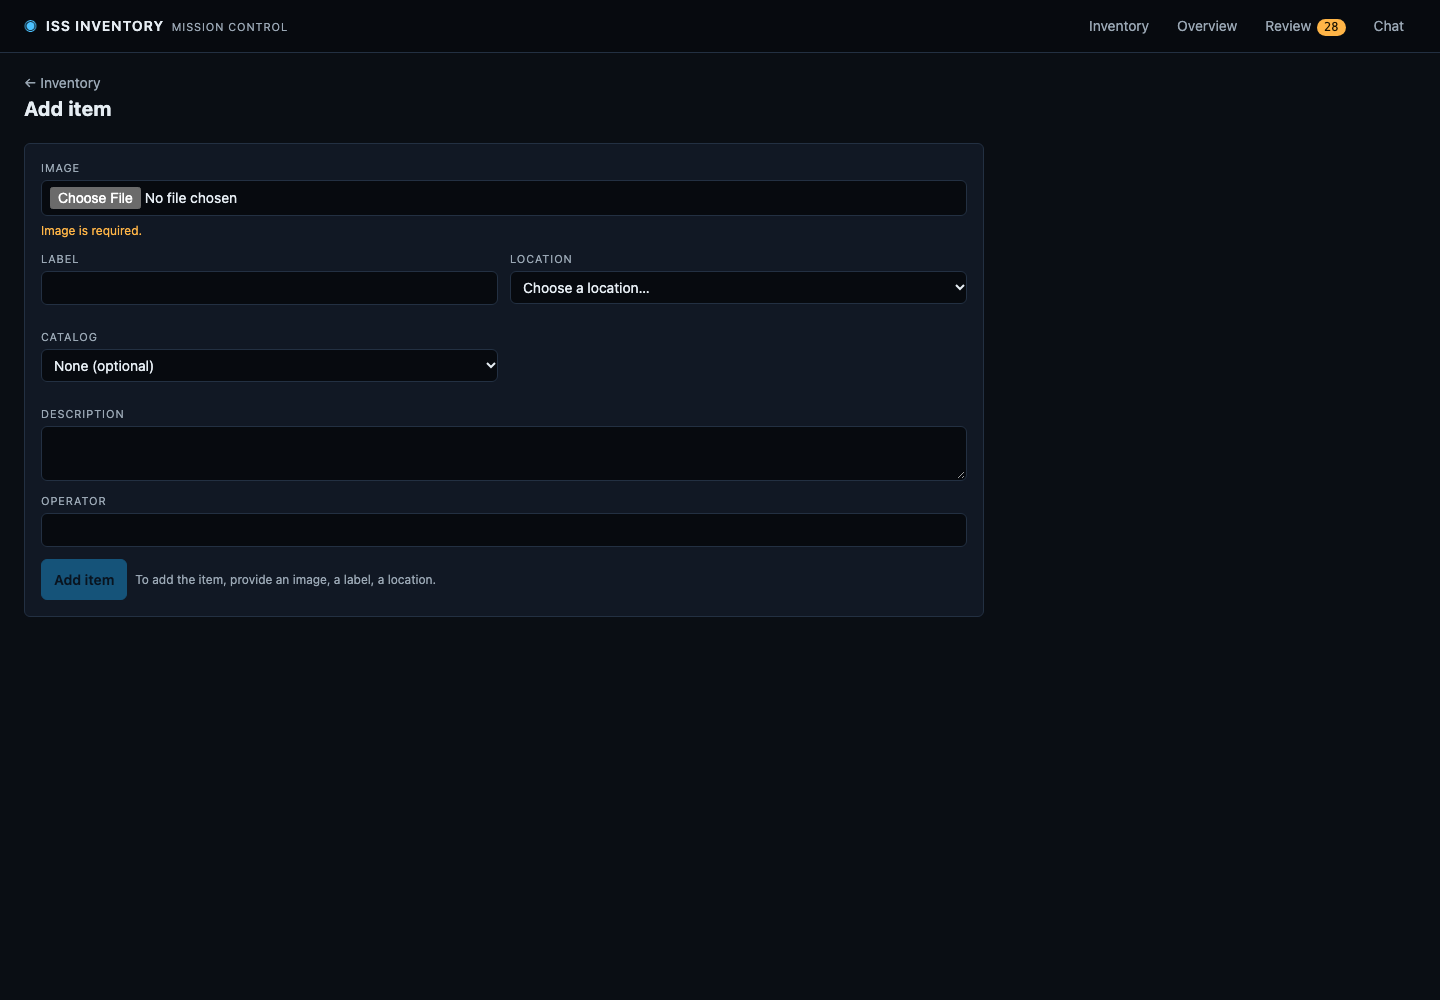 ISS INVENTORY MISSION CONTROL
Inventory Overview Review 28 Chat
← Inventory
Add item
IMAGE
Choose File No file chosen
Image is required.
LABEL LOCATION
Choose a location...
CATALOG
None (optional)
DESCRIPTION
OPERATOR
Add item To add the item, provide an image, a label, a location.